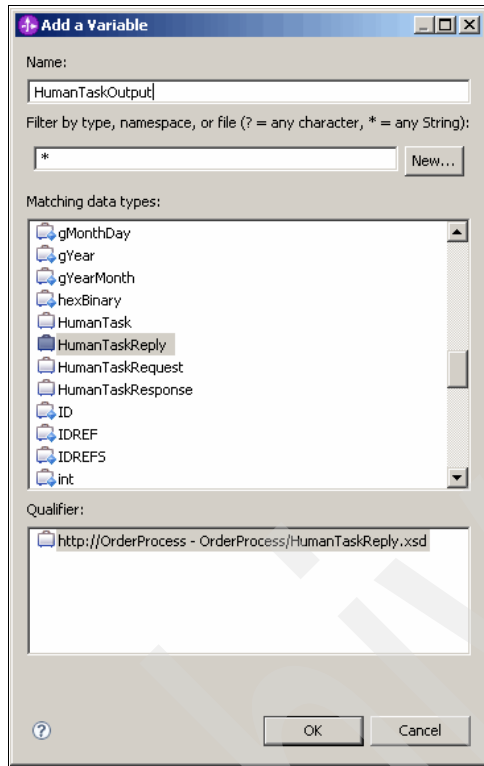 Add a Variable
Name:
HumanTaskOutput
Filter by type, namespace, or file (? = any character, * = any String):
*
New...
Matching data types:
gMonthDay
gYear
gYearMonth
hexBinary
HumanTask
HumanTaskReply
HumanTaskRequest
HumanTaskResponse
ID
IDREF
IDREFS
int
Qualifier:
http://OrderProcess - OrderProcess/HumanTaskReply.xsd
?
OK
Cancel